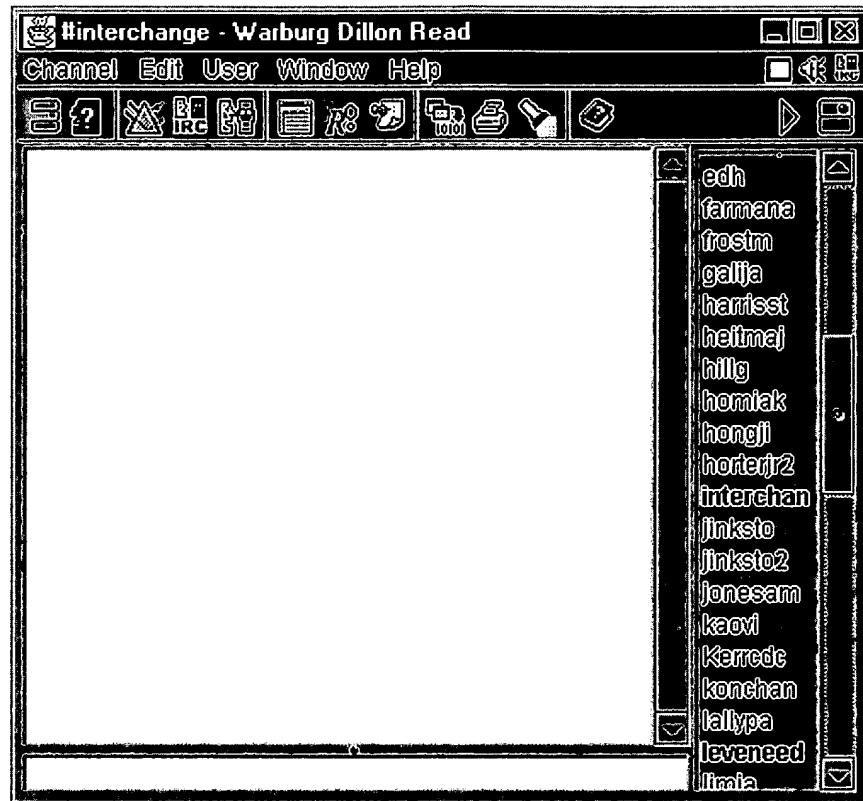 #interchange - Warburg Dillon Read
Channel Edit User Window Help
IRC
edh
farmana
frostm
galija
harrisst
heitmaj
hillg
homiak
hongji
horterjr2
interchan
jinksto
jinksto2
jonesam
kaovi
Kerrcdc
konchan
lallypa
leveneed
limia